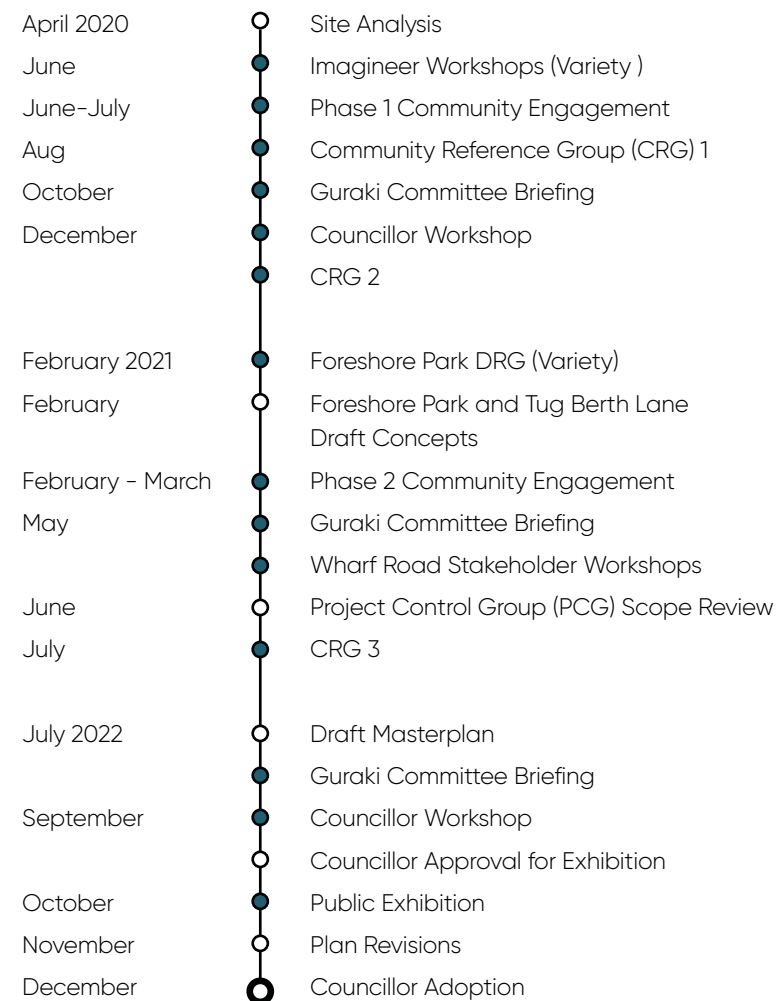 April 2020 Site Analysis
June Imagineer Workshops (Variety )
June-July Phase 1 Community Engagement
Aug Community Reference Group (CRG) 1
October Guraki Committee Briefing
December Councillor Workshop
CRG 2
February 2021 Foreshore Park DRG (Variety)
February Foreshore Park and Tug Berth Lane
Draft Concepts
February - March Phase 2 Community Engagement
May Guraki Committee Briefing
Wharf Road Stakeholder Workshops
June Project Control Group (PCG) Scope Review
July CRG 3
July 2022 Draft Masterplan
Guraki Committee Briefing
September Councillor Workshop
Councillor Approval for Exhibition
October Public Exhibition
November Plan Revisions
December Councillor Adoption